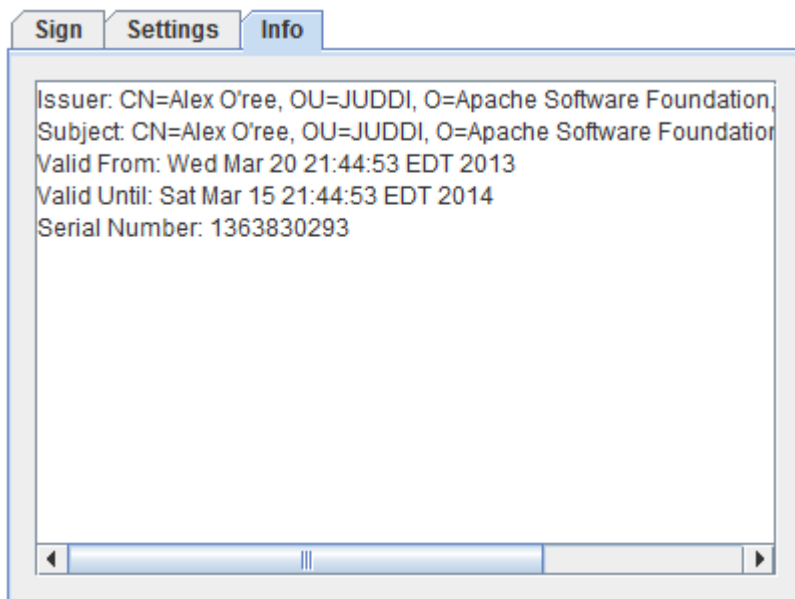 Sign Settings Info
Issuer: CN=Alex O'ree, OU=JUDDI, O=Apache Software Foundation,
Subject: CN=Alex O'ree, OU=JUDDI, O=Apache Software Foundation
Valid From: Wed Mar 20 21:44:53 EDT 2013
Valid Until: Sat Mar 15 21:44:53 EDT 2014
Serial Number: 1363830293